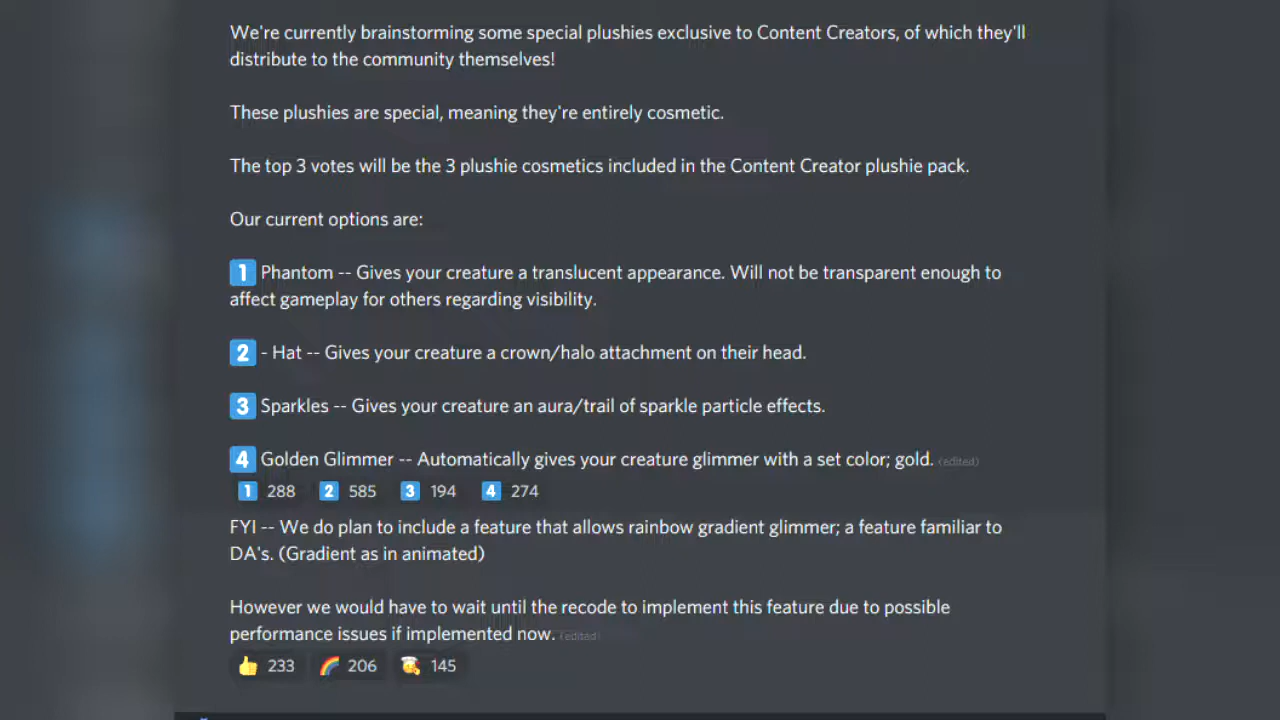 We're currently brainstorming some special plushies exclusive to Content Creators, of which they'll
distribute to the community themselves!
These plushies are special, meaning they're entirely cosmetic.
The top 3 votes will be the 3 plushie cosmetics included in the Content Creator plushie pack.
Our current options are:
1 Phantom -- Gives your creature a translucent appearance. Will not be transparent enough to
affect gameplay for others regarding visibility.
2 - Hat -- Gives your creature a crown/halo attachment on their head.
3 Sparkles -- Gives your creature an aura/trail of sparkle particle effects.
4 Golden Glimmer -- Automatically gives your creature glimmer with a set color; gold. (edited)
1 288 2 585 3 194 4 274
FYI -- We do plan to include a feature that allows rainbow gradient glimmer; a feature familiar to
DA's. (Gradient as in animated)
However we would have to wait until the recode to implement this feature due to possible
performance issues if implemented now. (edited)
233 206 145